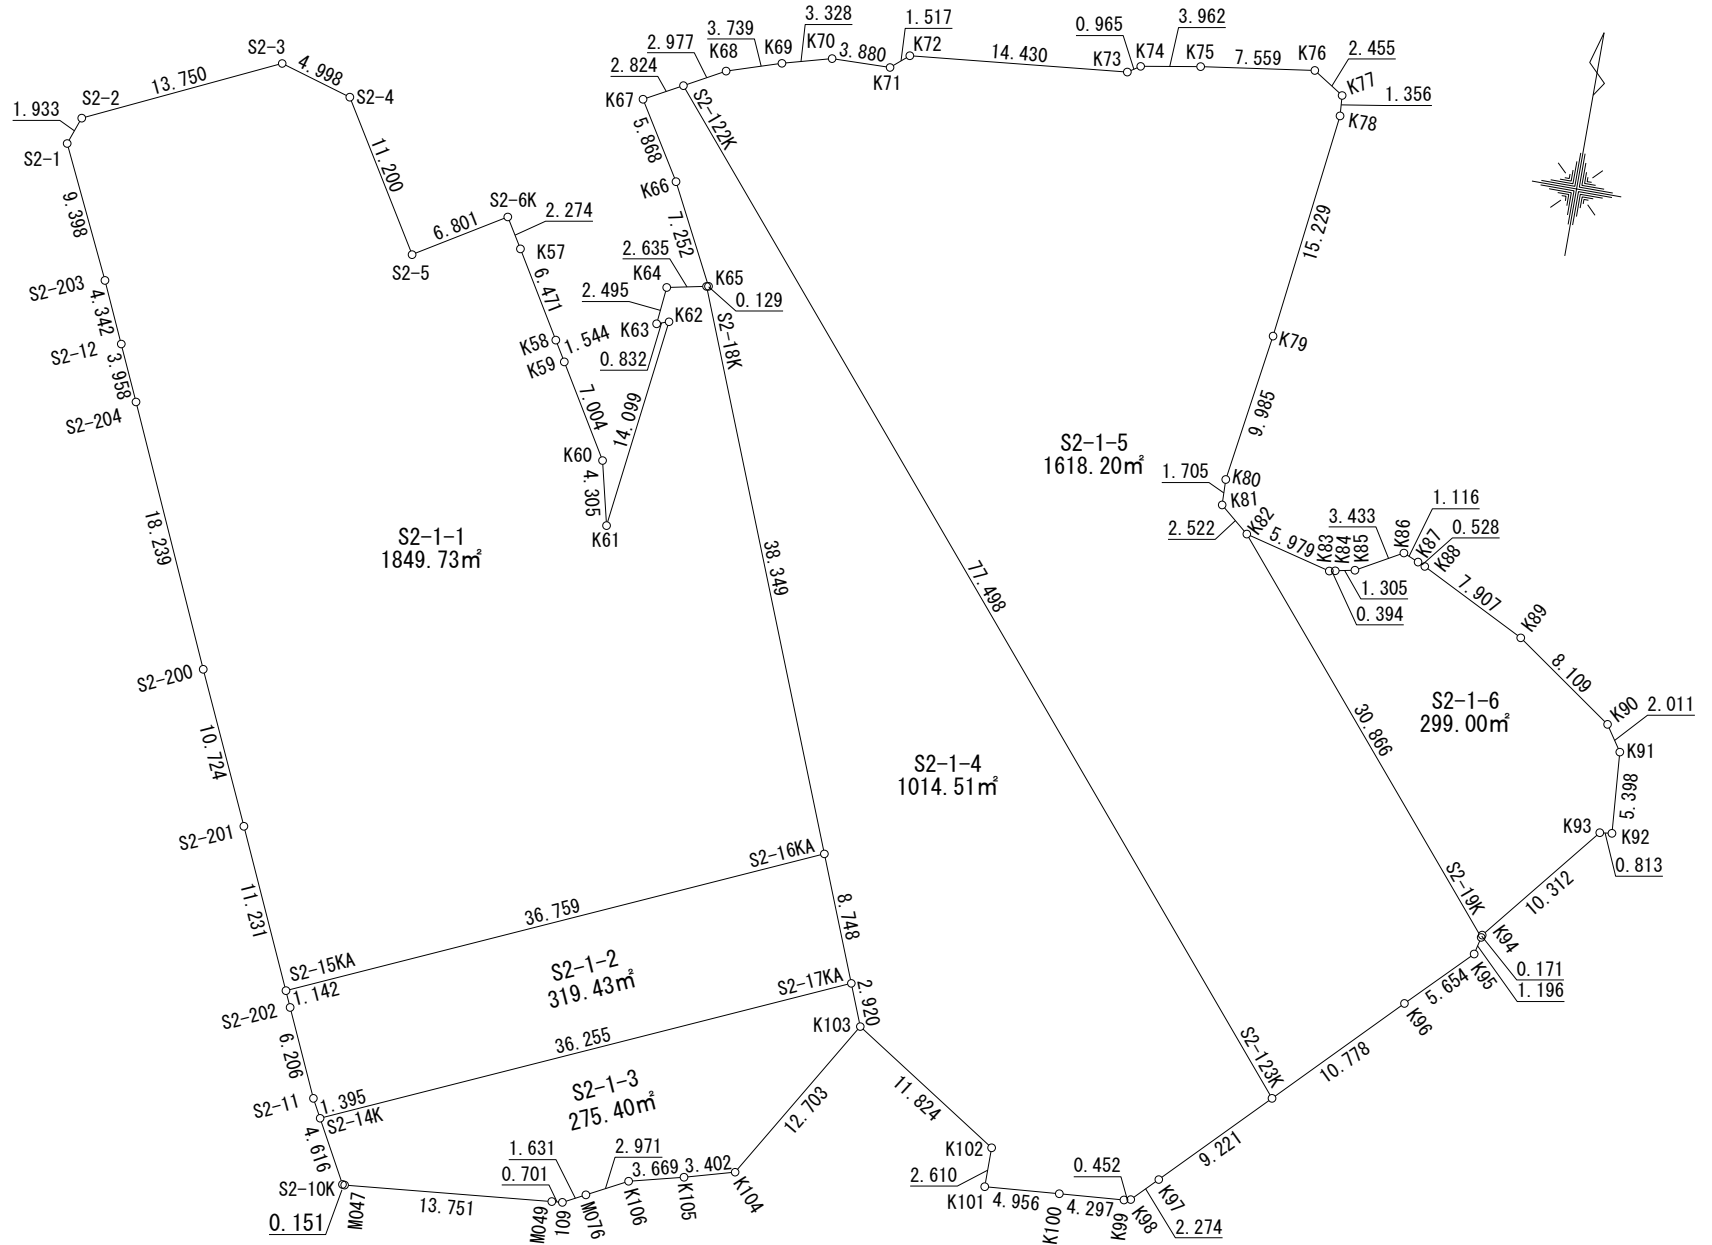 3.328
3.739
1.517
0.965
3.962
S2-3
2.977
K68
K69
K70
3.880
K72
14.430
K74
K75
7.559
K76
2.455
4.998
13.750
2.824
K71
K73
K77
S2-2
1.933
S2-4
K67
S2-122K
1.356
K78
S2-1
11.200
5.868
9.398
S2-6K
2.274
K66
6.801
7.252
15.229
S2-5
K57
2.635
K64
K65
S2-203
6.471
2.495
0.129
4.342
K63
K62
S2-18K
S2-12
K58
1.544
0.832
K79
3.958
K59
S2-204
7.004
14.099
9.985
K60
S2-1-5
1618.20㎡
1.705
K80
4.305
K81
1.116
18.239
S2-1-1
1849.73㎡
K61
2.522
K82
3.433
K86
0.528
38.349
5.979
K83
K84
K85
K87
K88
77.498
1.305
7.907
0.394
K89
S2-200
8.109
S2-1-6
299.00㎡
K90
2.011
30.866
10.724
S2-1-4
1014.51㎡
K91
5.398
S2-201
K93
K92
S2-16KA
0.813
11.231
36.759
8.748
S2-19K
10.312
K94
S2-15KA
S2-1-2
319.43㎡
S2-17KA
K95
0.171
1.142
5.654
1.196
S2-202
2.920
K96
K103
6.206
36.255
S2-123K
10.778
S2-1-3
275.40㎡
S2-11
1.395
S2-14K
12.703
11.824
4.616
1.631
2.971
K102
0.452
9.221
0.701
3.669
3.402
2.610
S2-10K
M047
K104
K101
4.956
K97
13.751
K106
K105
4.297
K98
0.151
M049
109
M076
K100
K99
2.274